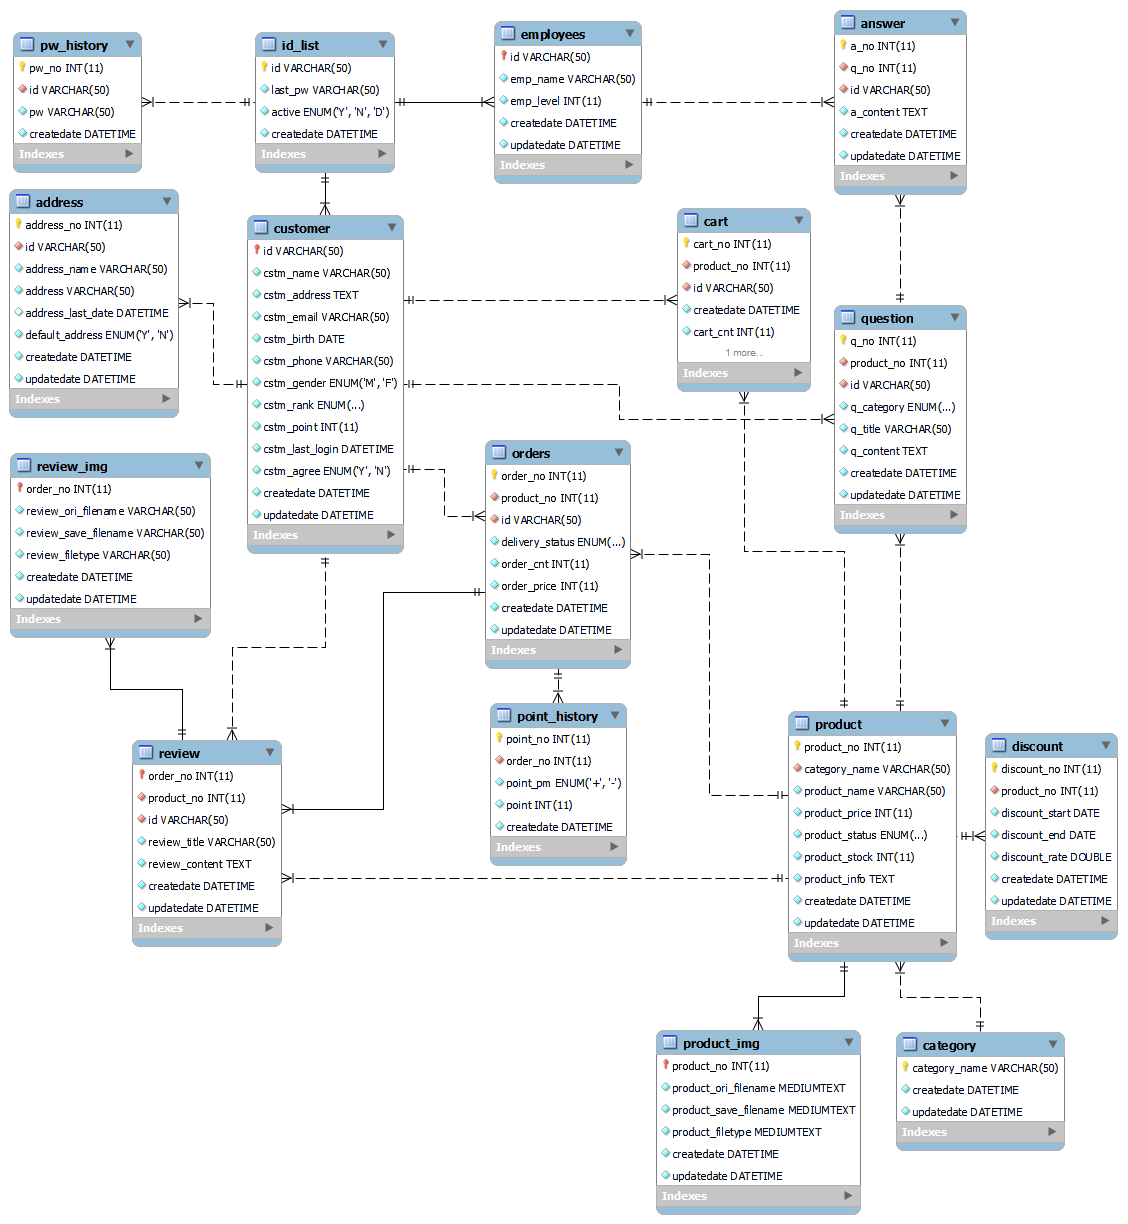 pw_history
pw_no INT(11)
id VARCHAR(50)
pw VARCHAR(50)
createdate DATETIME
Indexes
id_list
id VARCHAR(50)
last_pw VARCHAR(50)
active ENUM('Y', 'N', 'D')
createdate DATETIME
Indexes
employees
id VARCHAR(50)
emp_name VARCHAR(50)
emp_level INT(11)
createdate DATETIME
updatedate DATETIME
Indexes
answer
a_no INT(11)
q_no INT(11)
id VARCHAR(50)
a_content TEXT
createdate DATETIME
updatedate DATETIME
Indexes
address
address_no INT(11)
id VARCHAR(50)
address_name VARCHAR(50)
address VARCHAR(50)
address_last_date DATETIME
default_address ENUM('Y', 'N')
createdate DATETIME
updatedate DATETIME
Indexes
customer
id VARCHAR(50)
cstm_name VARCHAR(50)
cstm_address TEXT
cstm_email VARCHAR(50)
cstm_birth DATE
cstm_phone VARCHAR(50)
cstm_gender ENUM('M', 'F')
cstm_rank ENUM(...)
cstm_point INT(11)
cstm_last_login DATETIME
cstm_agree ENUM('Y', 'N')
createdate DATETIME
updatedate DATETIME
Indexes
cart
cart_no INT(11)
product_no INT(11)
id VARCHAR(50)
createdate DATETIME
cart_cnt INT(11)
1 more...
Indexes
question
q_no INT(11)
product_no INT(11)
id VARCHAR(50)
q_category ENUM(...)
q_title VARCHAR(50)
q_content TEXT
createdate DATETIME
updatedate DATETIME
Indexes
review_img
order_no INT(11)
review_ori_filename VARCHAR(50)
review_save_filename VARCHAR(50)
review_filetype VARCHAR(50)
createdate DATETIME
updatedate DATETIME
Indexes
orders
order_no INT(11)
product_no INT(11)
id VARCHAR(50)
delivery_status ENUM(...)
order_cnt INT(11)
order_price INT(11)
createdate DATETIME
updatedate DATETIME
Indexes
point_history
point_no INT(11)
order_no INT(11)
point_pm ENUM('+', '-')
point INT(11)
createdate DATETIME
Indexes
review
order_no INT(11)
product_no INT(11)
id VARCHAR(50)
review_title VARCHAR(50)
review_content TEXT
createdate DATETIME
updatedate DATETIME
Indexes
product
product_no INT(11)
category_name VARCHAR(50)
product_name VARCHAR(50)
product_price INT(11)
product_status ENUM(...)
product_stock INT(11)
product_info TEXT
createdate DATETIME
updatedate DATETIME
Indexes
discount
discount_no INT(11)
product_no INT(11)
discount_start DATE
discount_end DATE
discount_rate DOUBLE
createdate DATETIME
updatedate DATETIME
Indexes
product_img
product_no INT(11)
product_ori_filename MEDIUMTEXT
product_save_filename MEDIUMTEXT
product_filetype MEDIUMTEXT
createdate DATETIME
updatedate DATETIME
Indexes
category
category_name VARCHAR(50)
createdate DATETIME
updatedate DATETIME
Indexes